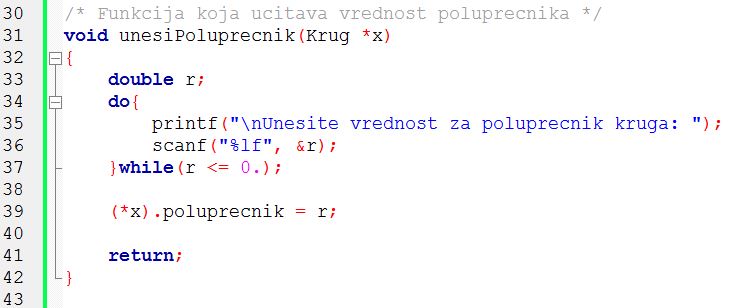 30 /* Funkcija koja ucitava vrednost poluprecnika */
31 void unesiPoluprecnik(Krug *x)
32 {
33     double r;
34     do{
35         printf("\nUnesite vrednost za poluprecnik kruga: ");
36         scanf("%lf", &r);
37     }while(r <= 0.);
38
39     (*x).poluprecnik = r;
40
41     return;
42 }
43